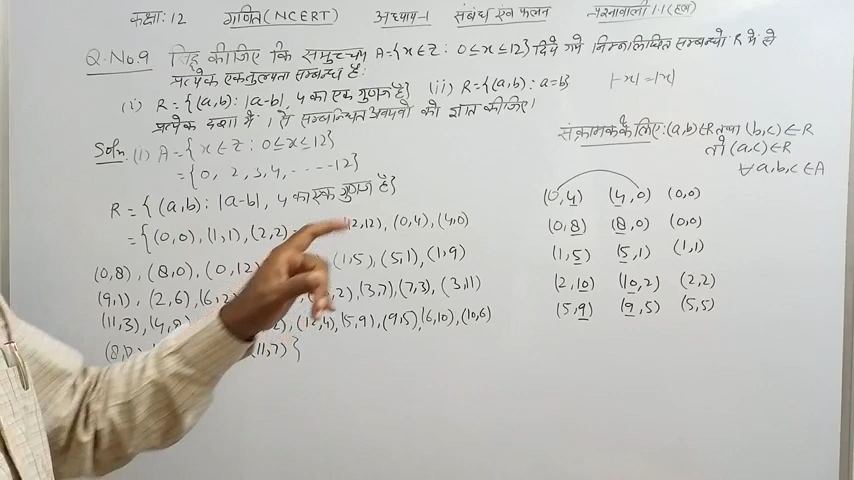 कक्षा:12 गणित(NCERT) अध्याय-1 संबंध एवं फलन प्रश्नावली 1.1(हल)
Q.No.9 सिद्ध कीजिए कि समुच्चय A={x∈Z : 0≤x≤12} दिये गये निम्नलिखित सम्बन्धों R में से
प्रत्येक एक तुल्यता सम्बन्ध है:
(i) R = {(a,b): |a-b|, 4 का एक गुणज है} (ii) R={(a,b): a=b}
|-x|=|x|
प्रत्येक दशा में 1 से सम्बन्धित अवयवों को ज्ञात कीजिए।
Soln. (1) A = {x∈Z : 0≤x≤12}
= {0, 2, 3, 4, ----- 12}
R = {(a,b): |a-b|, 4 का एक गुणज है}
= {(0,0), (1,1), (2,2) 12,12), (0,4), (4,0)
(0,8), (8,0), (0,12) (1,5), (5,1), (1,9)
(9,1), (2,6), (6,2) ,2), (3,7), (7,3), (3,11)
(11,3), (4,8 (12,4), (5,9), (9,5), (6,10), (10,6)
(11,7)}
संक्रामक के लिए: (a,b)∈R तथा (b,c)∈R
तो (a,c)∈R
∀ a,b,c ∈ A
(0,4) (4,0) (0,0)
(0,8) (8,0) (0,0)
(1,5) (5,1) (1,1)
(2,10) (10,2) (2,2)
(5,9) (9,5) (5,5)